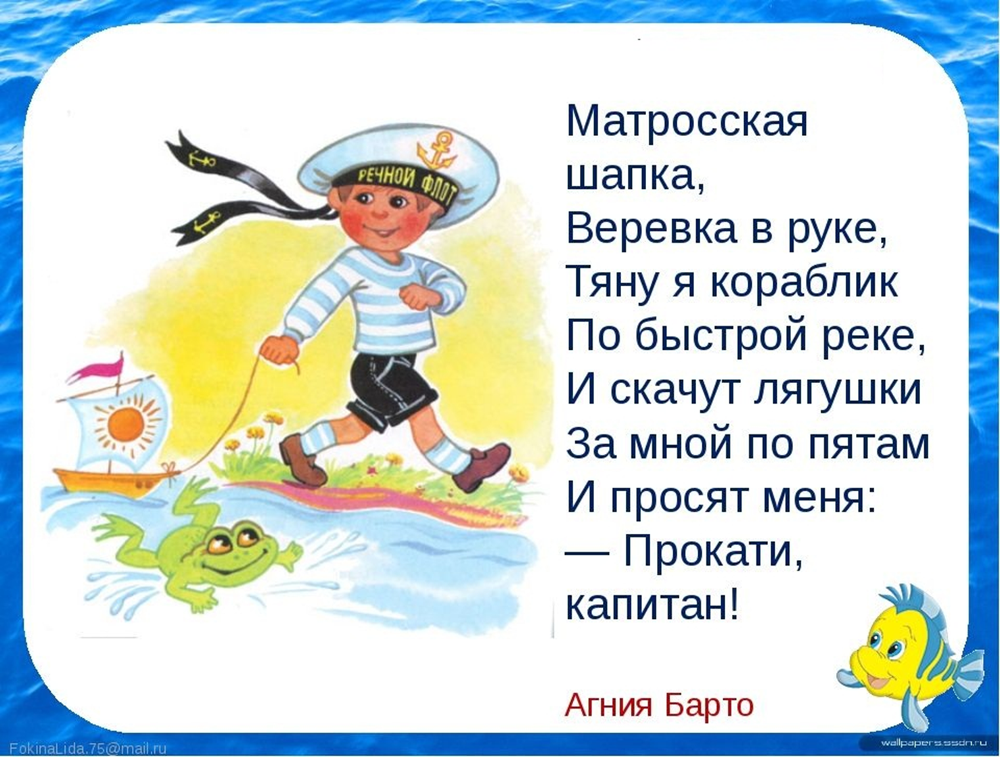 РЕЧНОЙ ФЛОТ
Матросская
шапка,
Веревка в руке,
Тяну я кораблик
По быстрой реке,
И скачут лягушки
За мной по пятам
И просят меня:
— Прокати,
капитан!
Агния Барто
FokinaLida.75@mail.ru
wallpapers.ssdn.ru